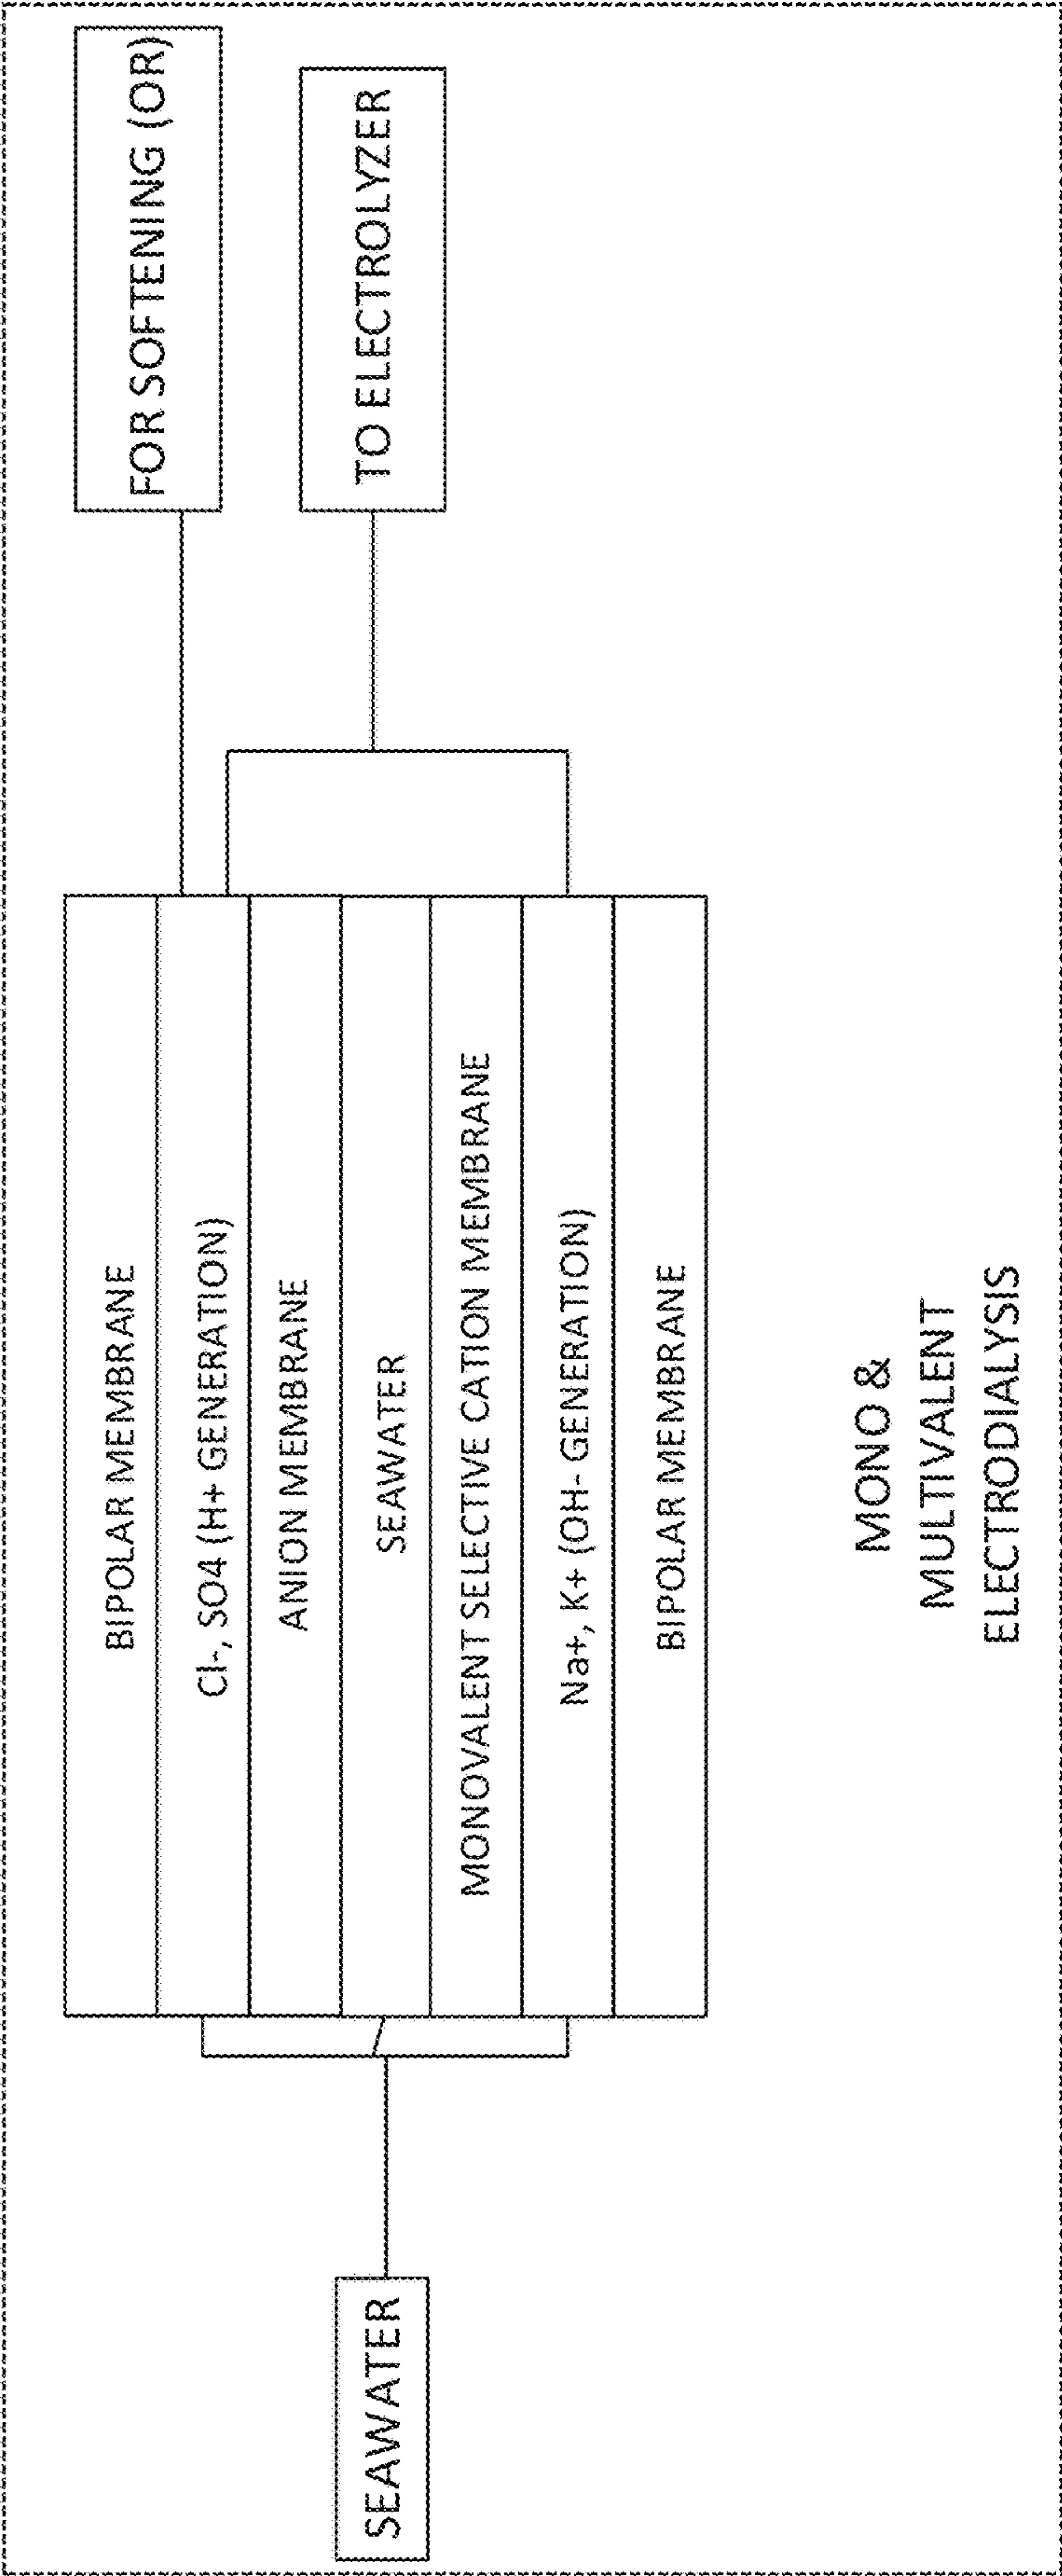 SEAWATER
BIPOLAR MEMBRANE
Cl-, SO4 (H+ GENERATION)
ANION MEMBRANE
SEAWATER
MONOVALENT SELECTIVE CATION MEMBRANE
Na+, K+ (OH- GENERATION)
BIPOLAR MEMBRANE
FOR SOFTENING (OR)
TO ELECTROLYZER
MONO &
MULTIVALENT
ELECTRODIALYSIS